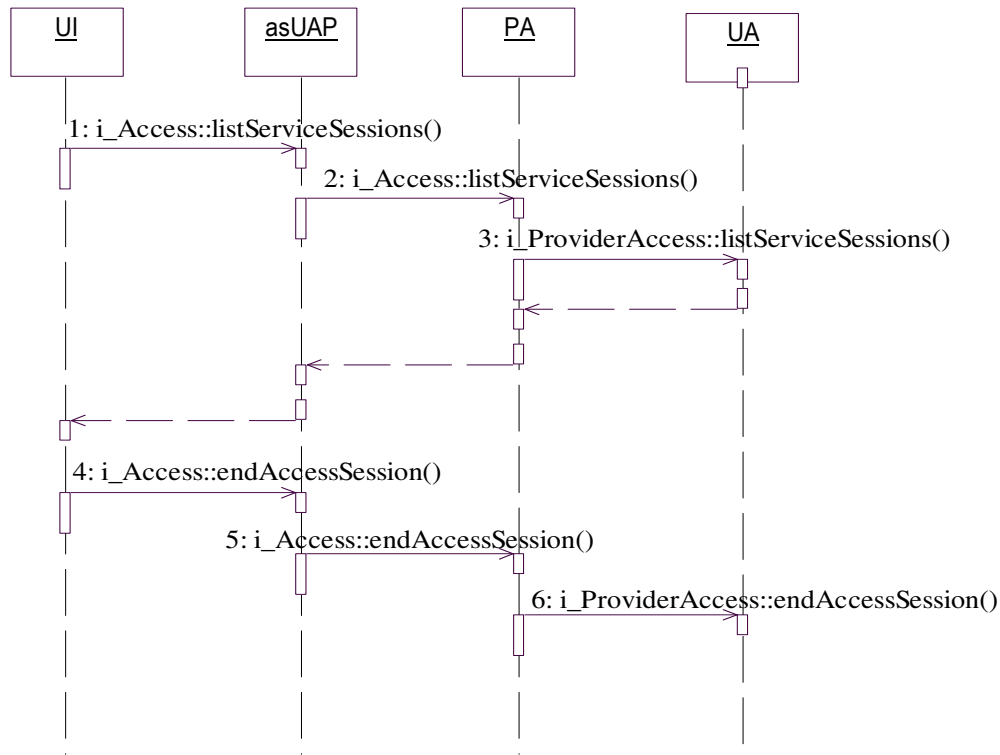 UI
asUAP
PA
UA
1: i_Access::listServiceSessions()
2: i_Access::listServiceSessions()
3: i_ProviderAccess::listServiceSessions()
4: i_Access::endAccessSession()
5: i_Access::endAccessSession()
6: i_ProviderAccess::endAccessSession()